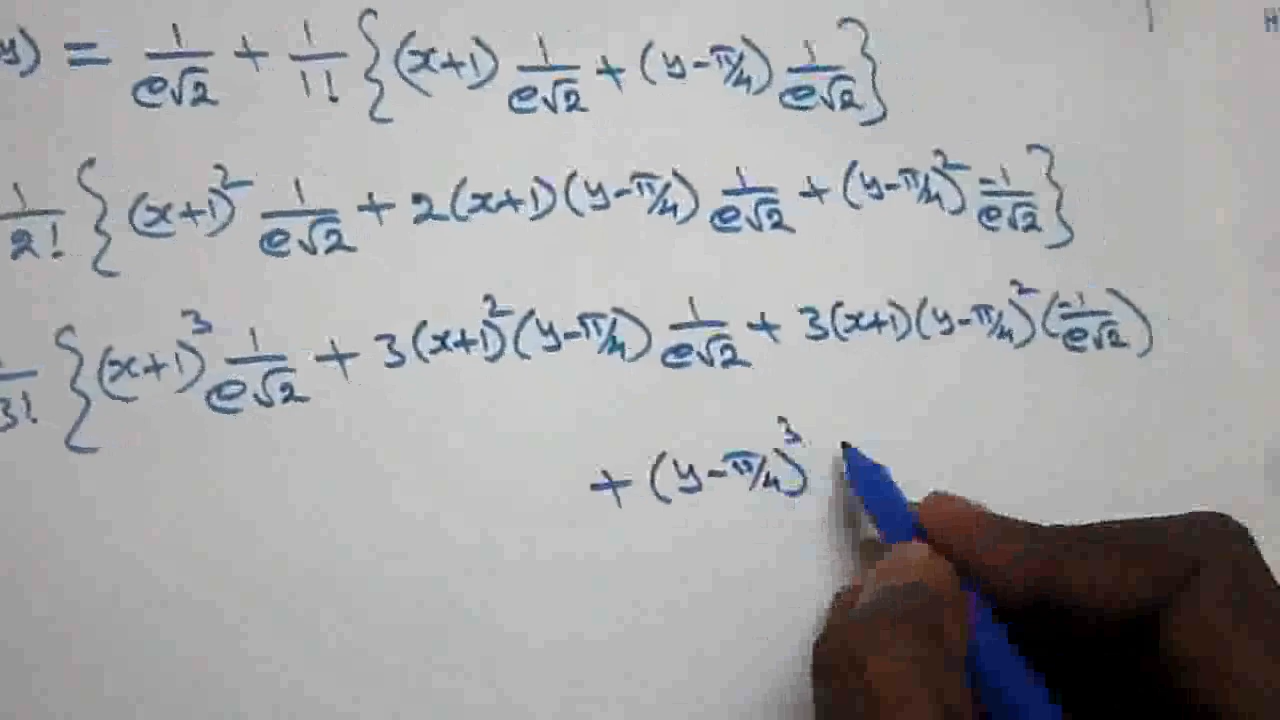 y) = 1/e√2 + 1/1! {(x+1) 1/e√2 + (y-π/4) 1/e√2}
1/2! {(x+1)² 1/e√2 + 2(x+1)(y-π/4) 1/e√2 + (y-π/4)² -1/e√2}
1/3! {(x+1)³ 1/e√2 + 3(x+1)²(y-π/4) 1/e√2 + 3(x+1)(y-π/4)² (-1/e√2)
+ (y-π/4)³